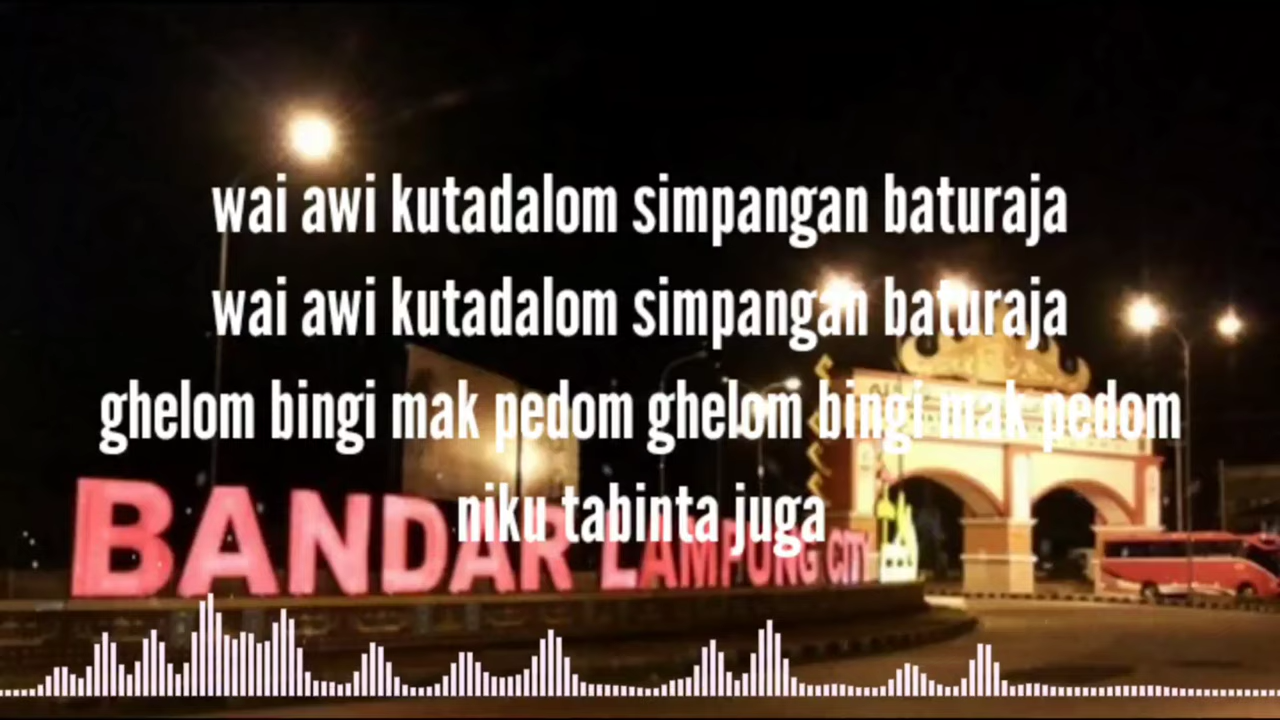 wai awi kutadalom simpangan baturaja
wai awi kutadalom simpangan baturaja
ghelom bingi mak pedom ghelom bingi mak pedom
niku tabinta juga
BANDAR LAMPUNG CITY